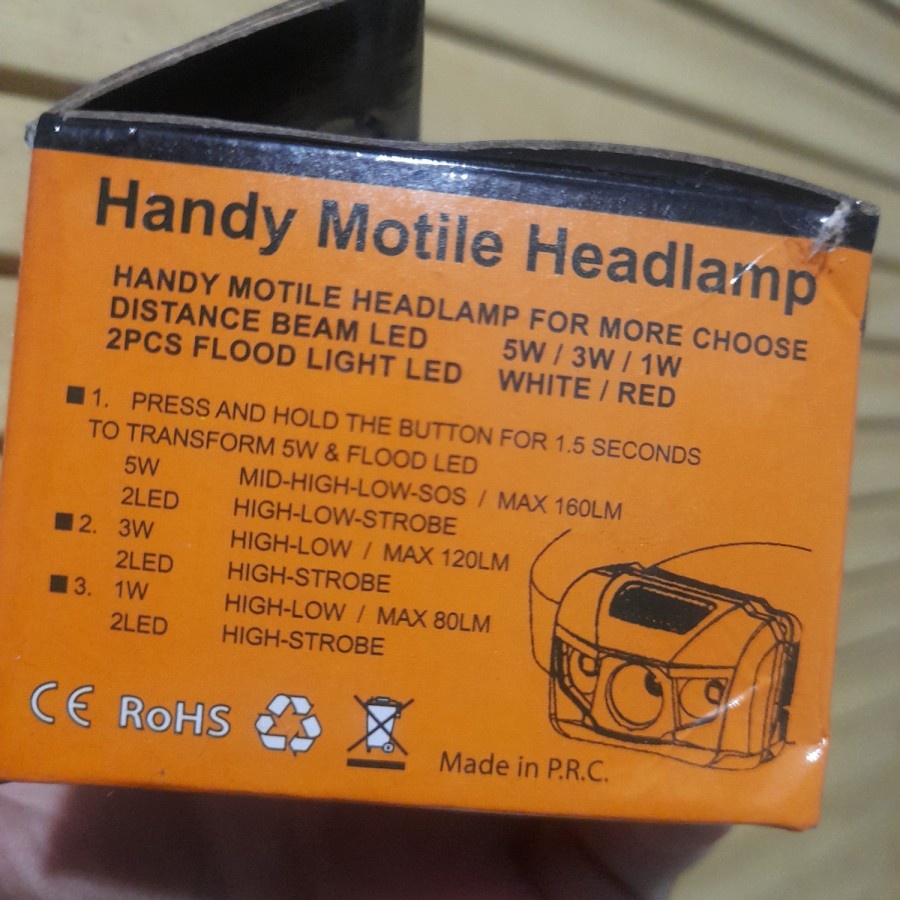 Handy Motile Headlamp
HANDY MOTILE HEADLAMP FOR MORE CHOOSE
DISTANCE BEAM LED 5W / 3W / 1W
2PCS FLOOD LIGHT LED WHITE / RED
■ 1. PRESS AND HOLD THE BUTTON FOR 1.5 SECONDS
TO TRANSFORM 5W & FLOOD LED
5W MID-HIGH-LOW-SOS / MAX 160LM
2LED HIGH-LOW-STROBE
■ 2. 3W HIGH-LOW / MAX 120LM
2LED HIGH-STROBE
■ 3. 1W HIGH-LOW / MAX 80LM
2LED HIGH-STROBE
CE RoHS
Made in P.R.C.